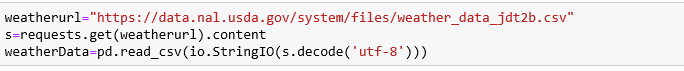 weatherurl="https://data.nal.usda.gov/system/files/weather_data_jdt2b.csv"
s=requests.get(weatherurl).content
weatherData=pd.read_csv(io.StringIO(s.decode('utf-8')))